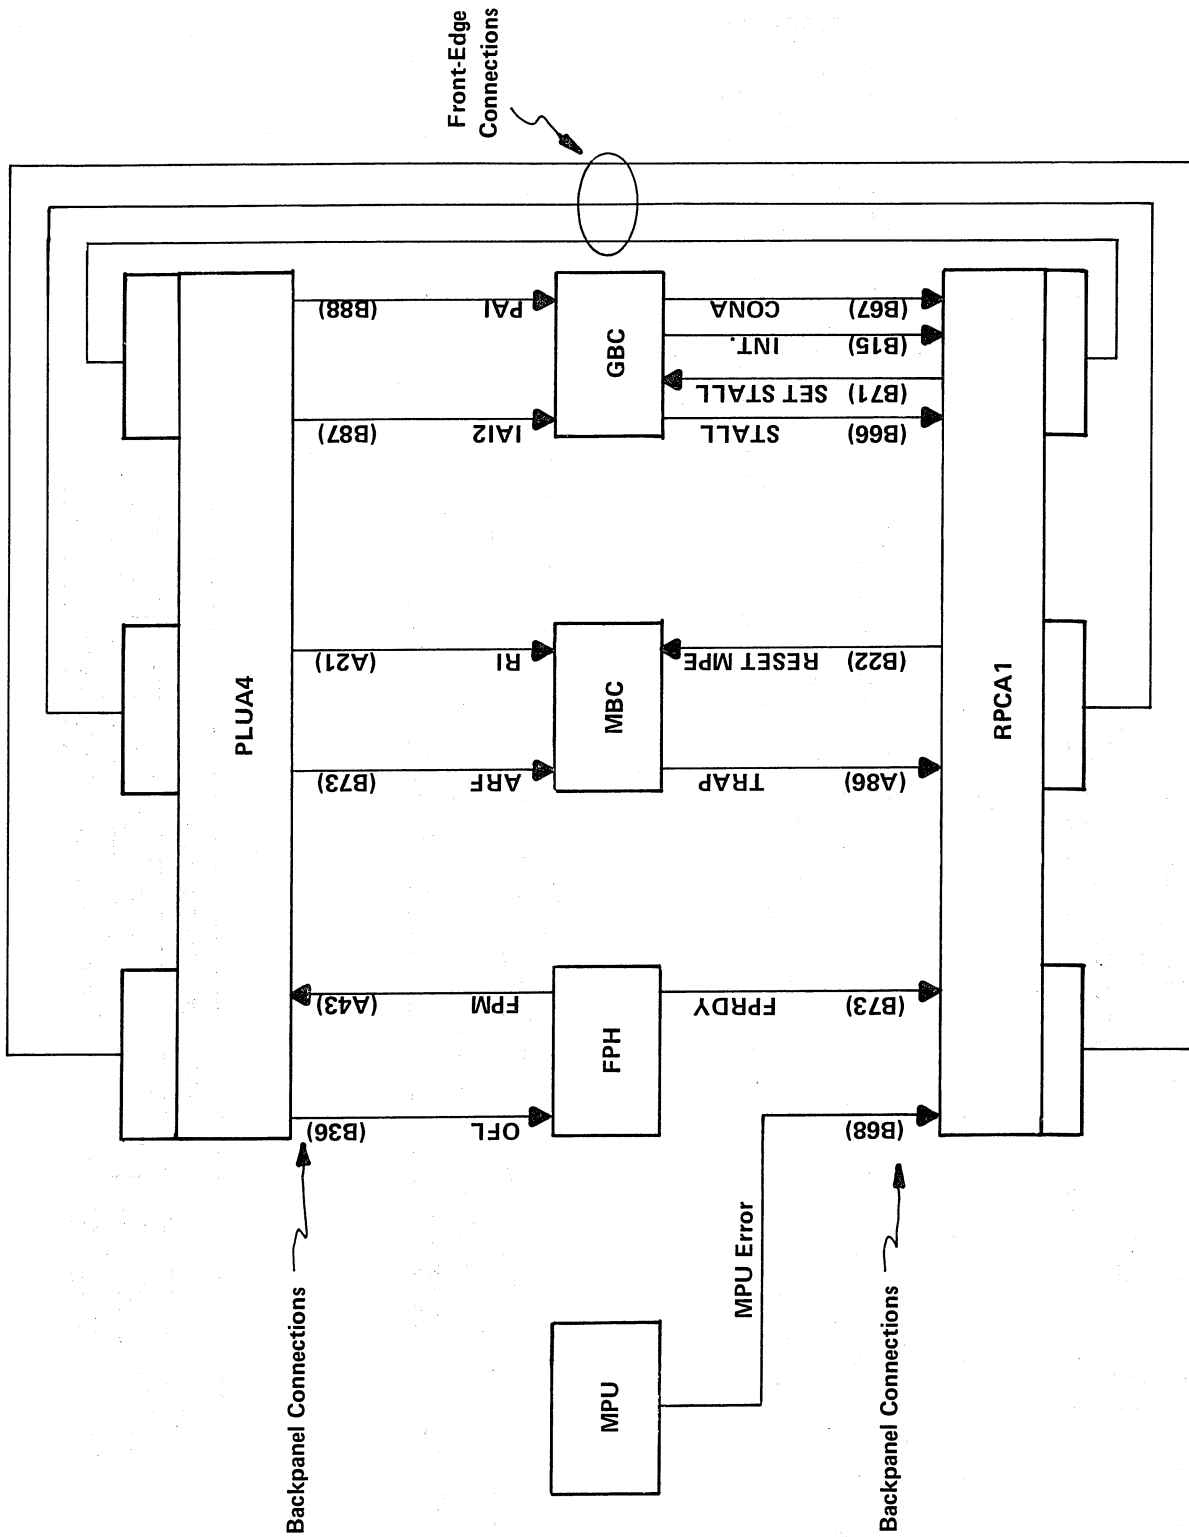 Front-Edge
Connections
PLUA4
(B88)
PAI
(B87)
IAI2
(A21)
RI
(B73)
ARF
(A43)
FPM
(B36)
OFL
Backpanel Connections
GBC
MBC
FPH
MPU
CONA
(B67)
INT.
(B15)
SET STALL
(B71)
STALL
(B66)
RESET MPE
(B22)
TRAP
(A86)
FPRDY
(B73)
(B68)
MPU Error
RPCA1
Backpanel Connections